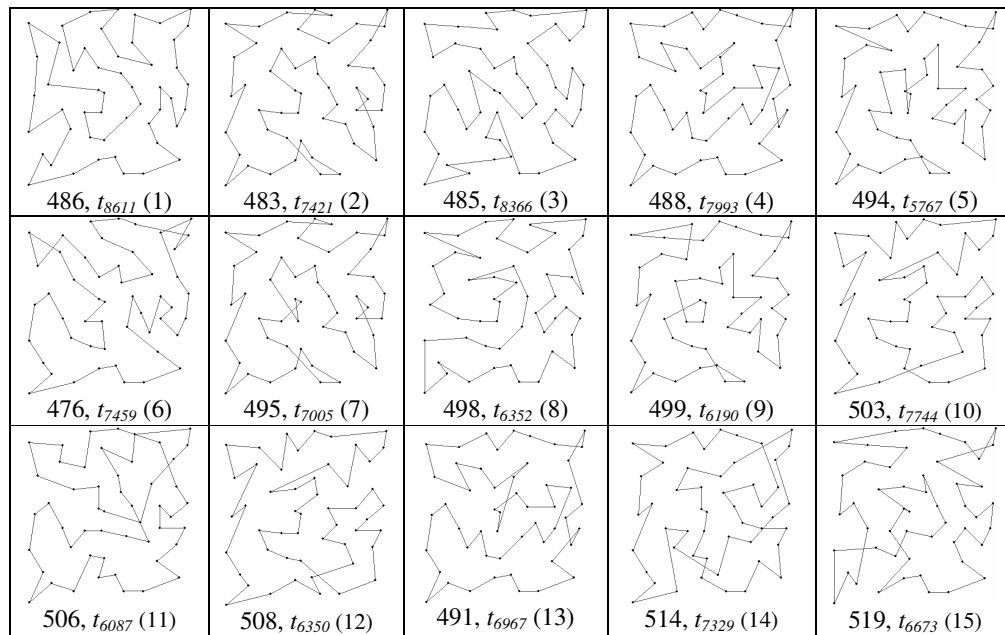 486, t8611 (1) 483, t7421 (2) 485, t8366 (3) 488, t7993 (4) 494, t5767 (5)
476, t7459 (6) 495, t7005 (7) 498, t6352 (8) 499, t6190 (9) 503, t7744 (10)
506, t6087 (11) 508, t6350 (12) 491, t6967 (13) 514, t7329 (14) 519, t6673 (15)